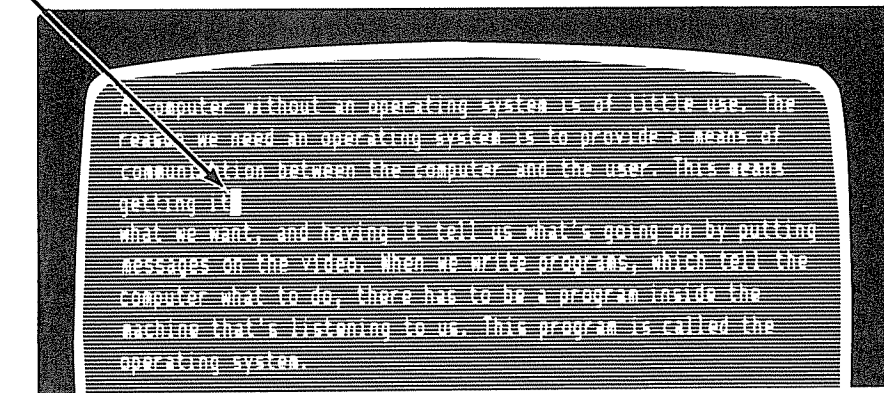 A computer without an operating system is of little use. The
reason we need an operating system is to provide a means of
communication between the computer and the user. This means
getting it
what we want, and having it tell us what's going on by putting
messages on the video. When we write programs, which tell the
computer what to do, there has to be a program inside the
machine that's listening to us. This program is called the
operating system.